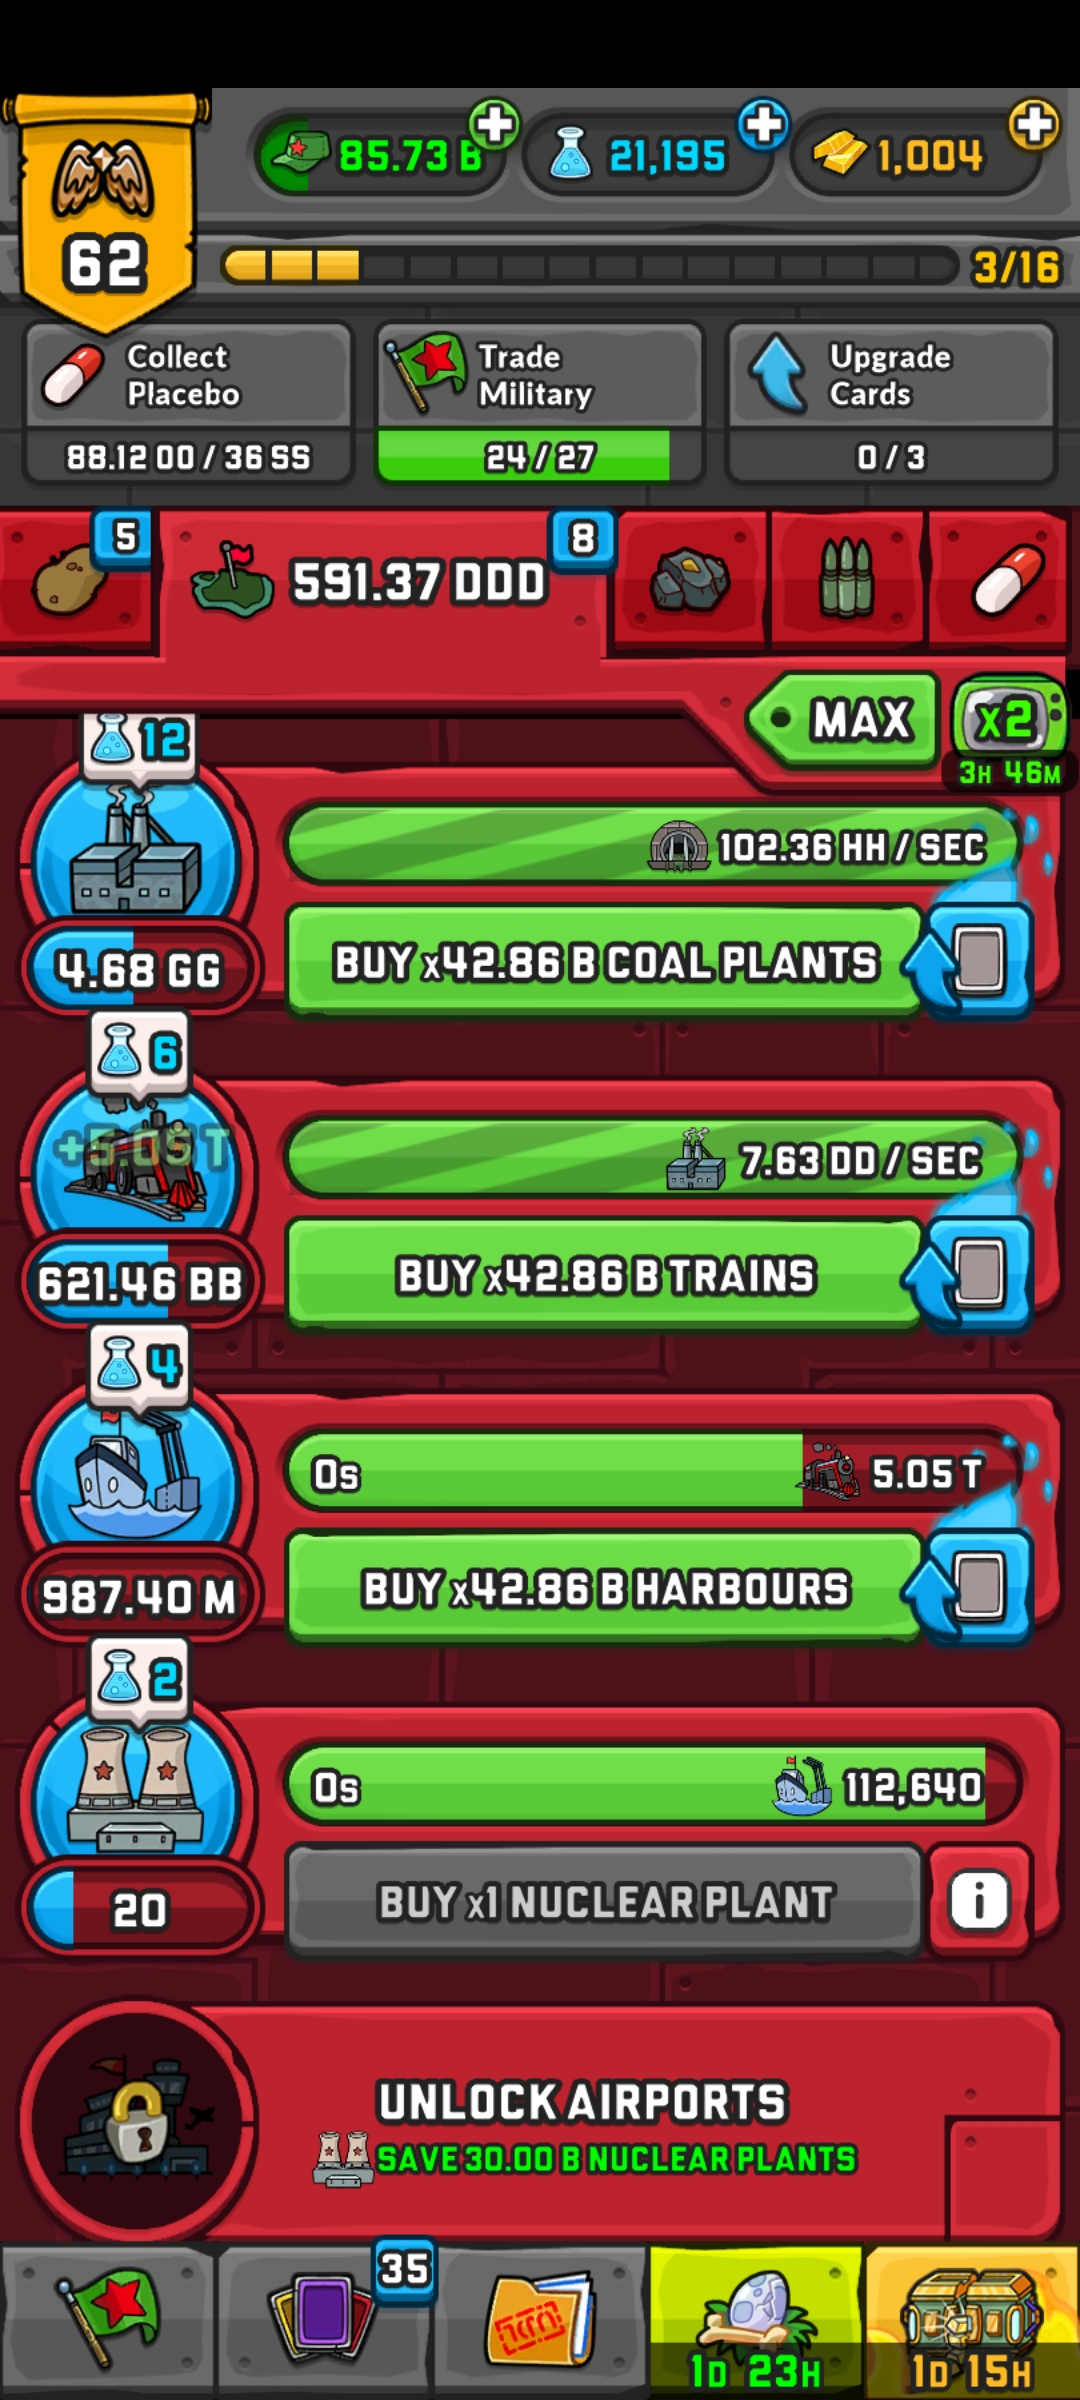 62
85.73 B
21,195
1,004
3/16
Collect
Placebo
88.12 OO / 36 SS
Trade
Military
24 / 27
Upgrade
Cards
0 / 3
5
591.37 DDD
8
MAX
x2
3H 46M
12
102.36 HH / SEC
4.68 GG
BUY x42.86 B COAL PLANTS
6
+5.05 T
7.63 DD / SEC
621.46 BB
BUY x42.86 B TRAINS
4
0s
5.05 T
987.40 M
BUY x42.86 B HARBOURS
2
0s
112,640
20
BUY x1 NUCLEAR PLANT
i
UNLOCK AIRPORTS
SAVE 30.00 B NUCLEAR PLANTS
35
1D 23H
1D 15H